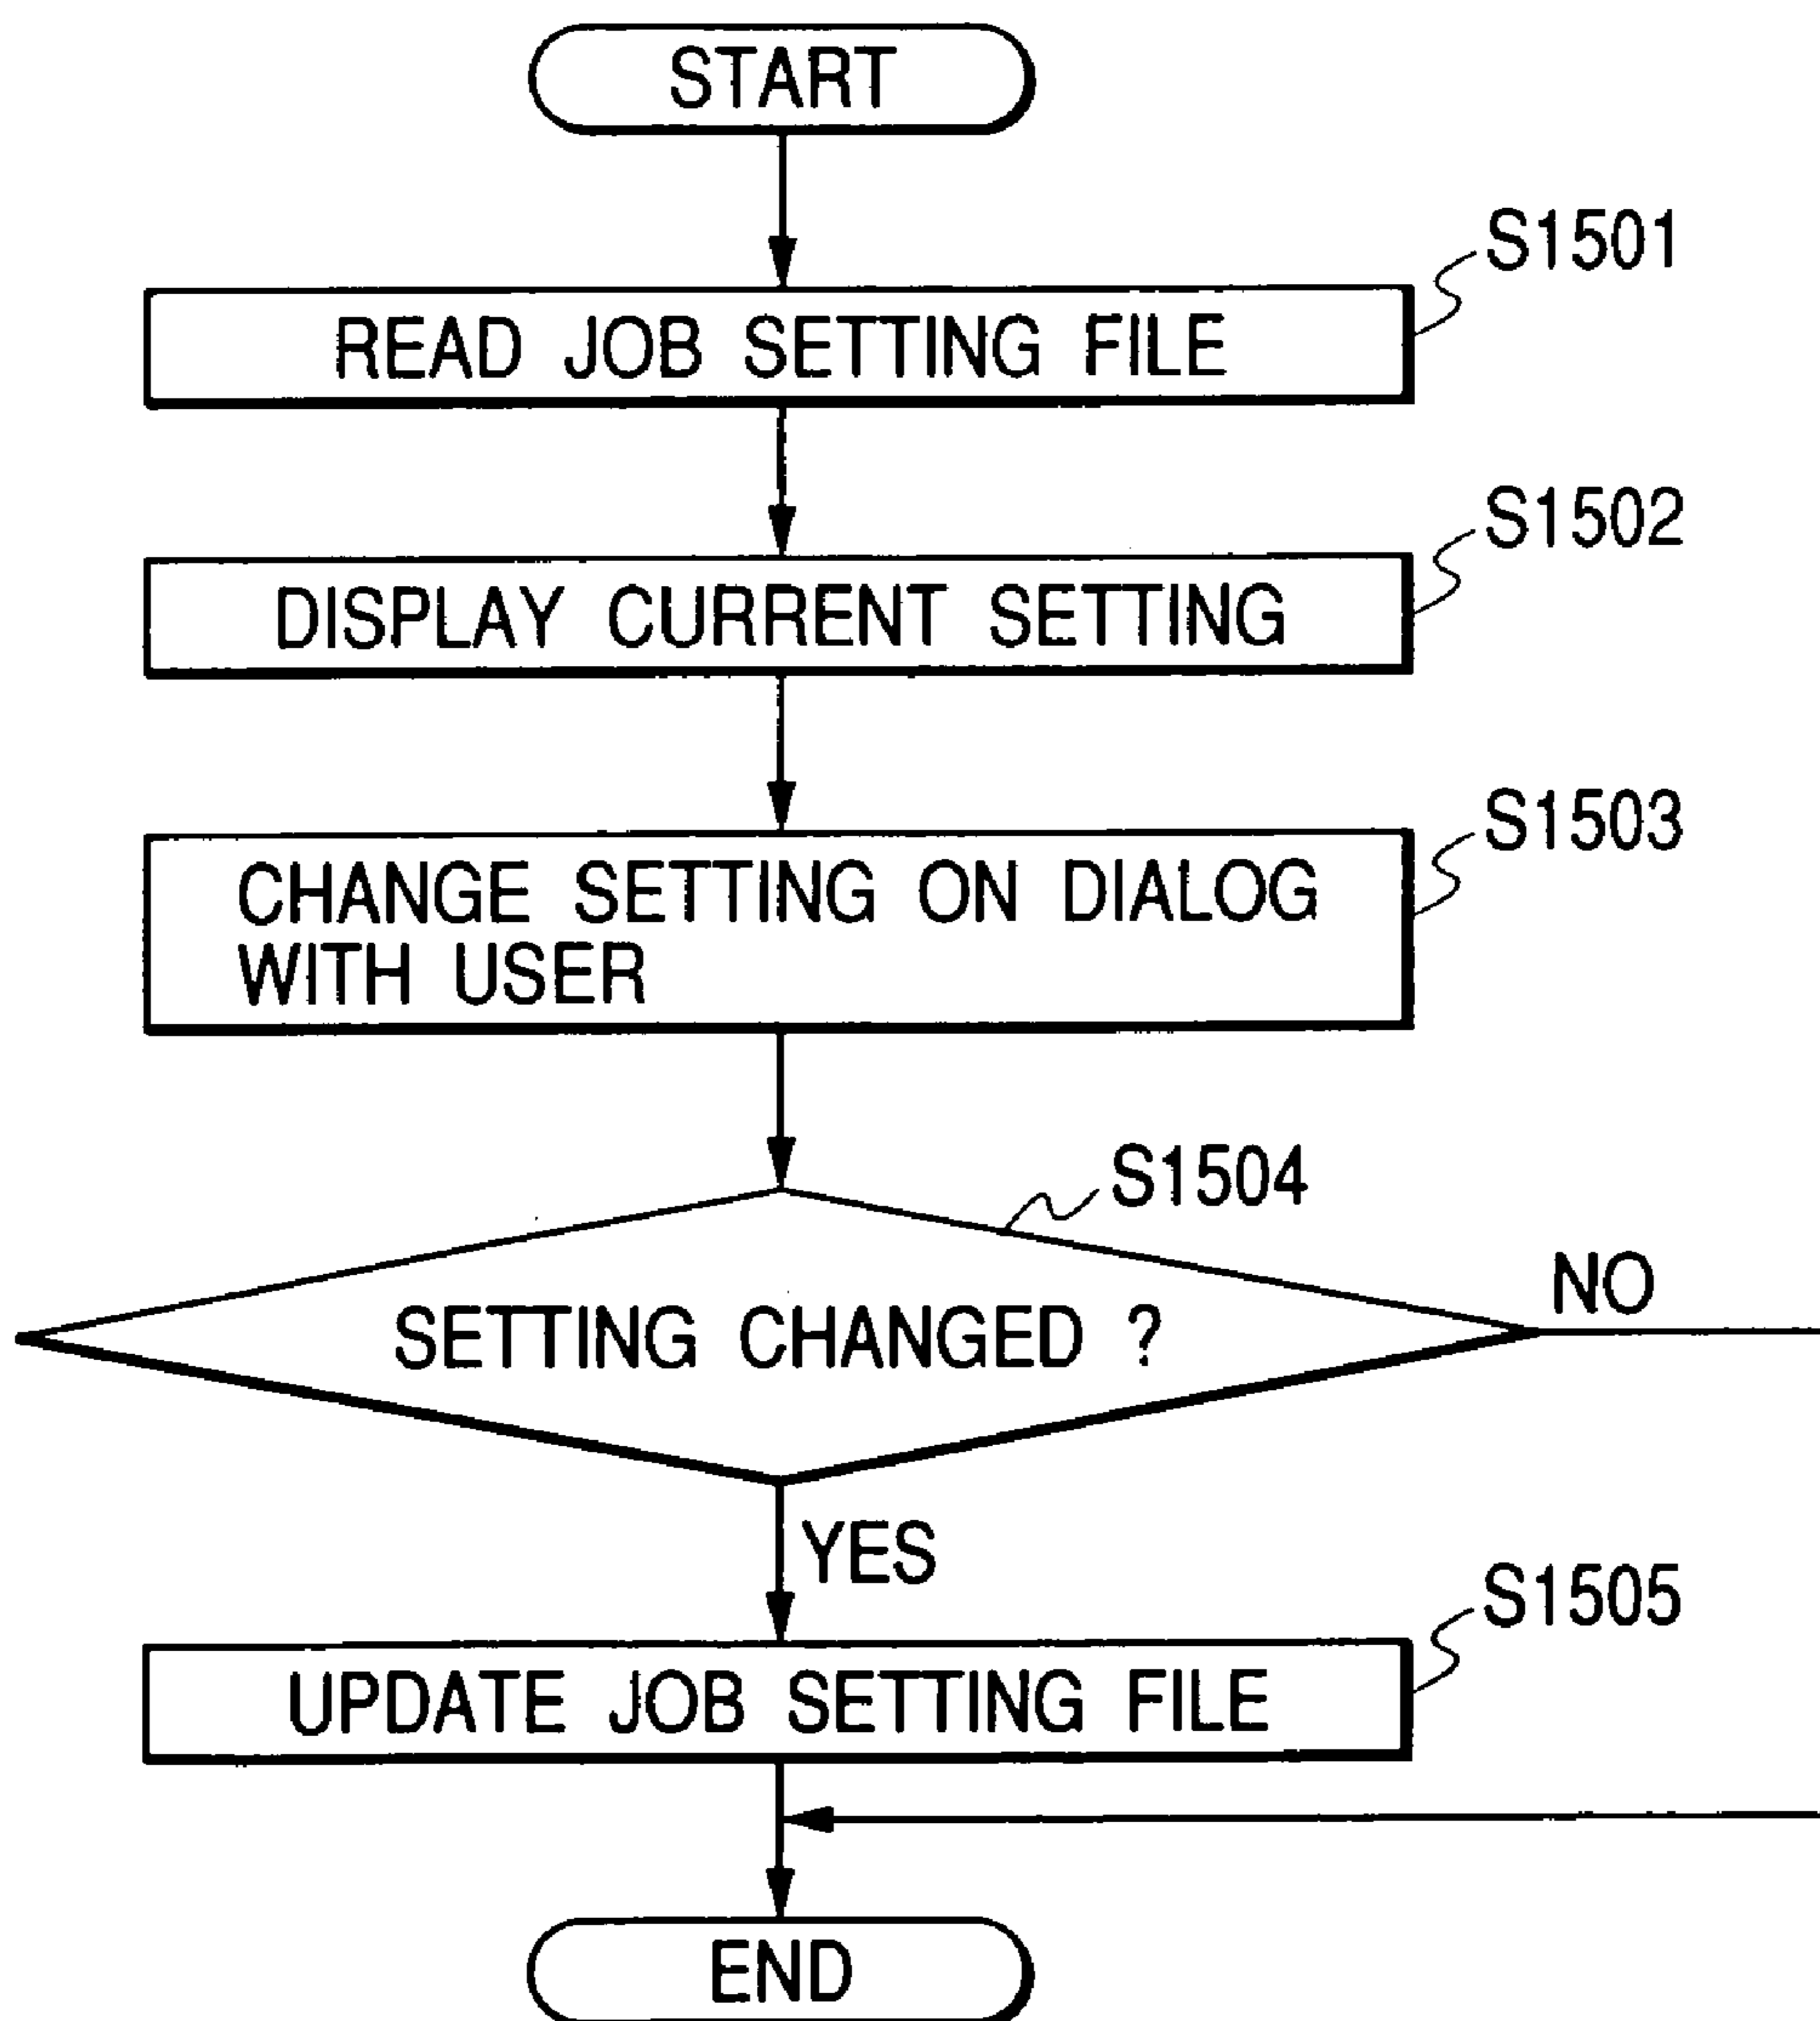 START
S1501
READ JOB SETTING FILE
S1502
DISPLAY CURRENT SETTING
S1503
CHANGE SETTING ON DIALOG
WITH USER
S1504
NO
SETTING CHANGED ?
YES
S1505
UPDATE JOB SETTING FILE
END